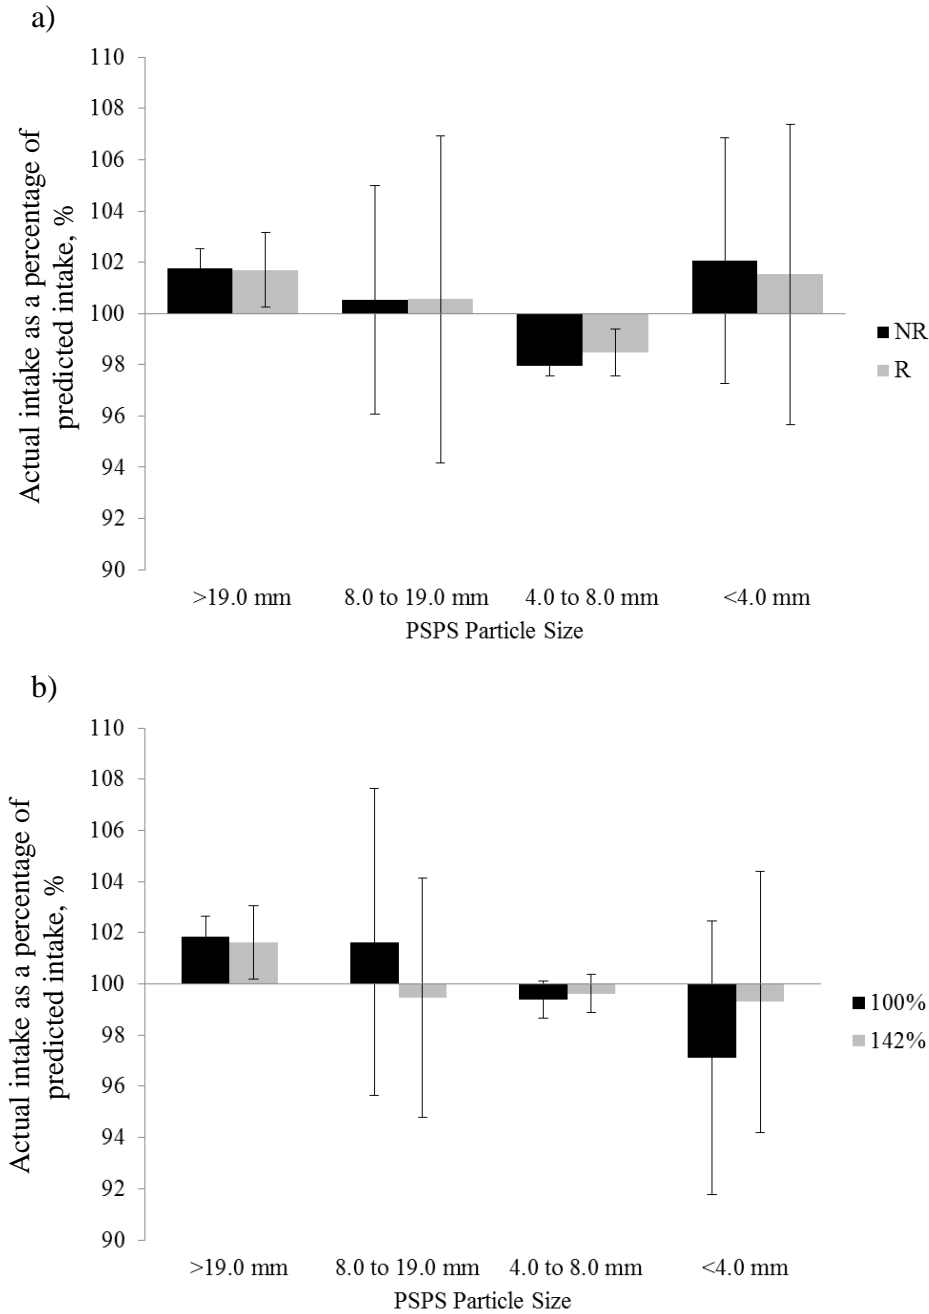 a)
Actual intake as a percentage of
predicted intake, %
110
108
106
104
102
100
98
96
94
92
90
>19.0 mm 8.0 to 19.0 mm 4.0 to 8.0 mm <4.0 mm
PSPS Particle Size
NR
R
b)
Actual intake as a percentage of
predicted intake, %
110
108
106
104
102
100
98
96
94
92
90
>19.0 mm 8.0 to 19.0 mm 4.0 to 8.0 mm <4.0 mm
PSPS Particle Size
100%
142%